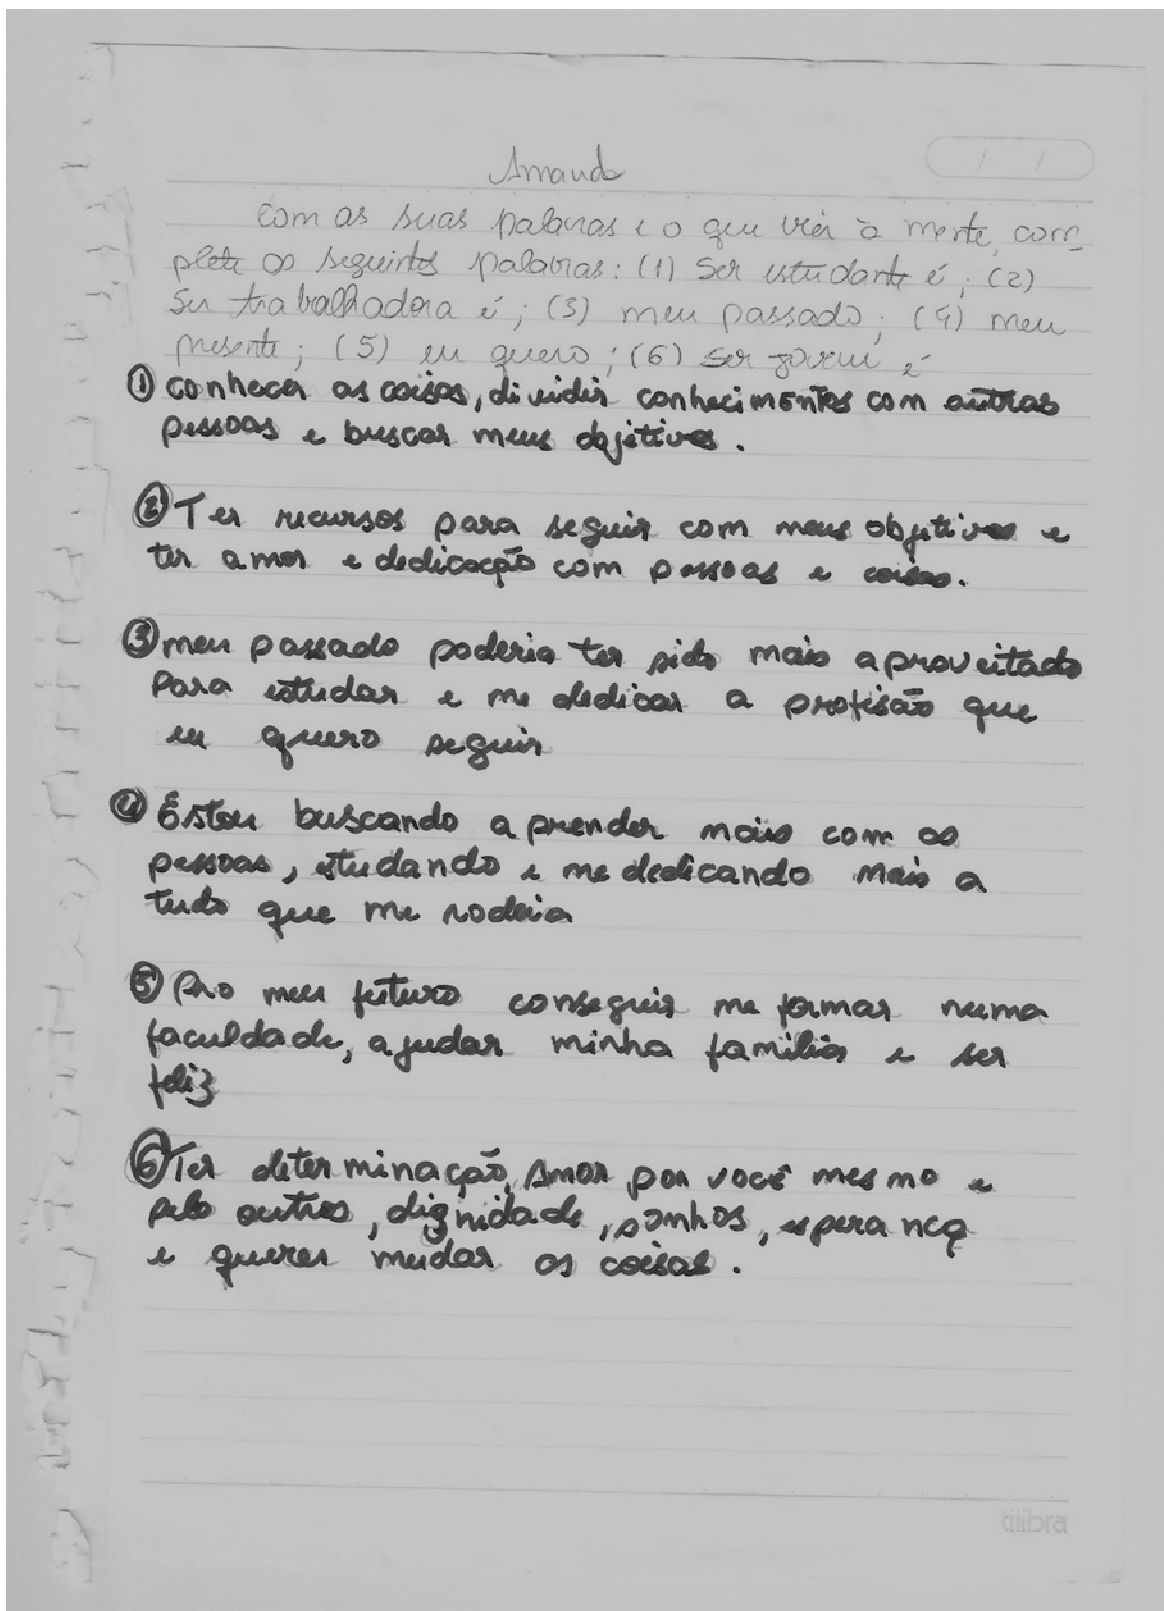 Amanda
Com as suas palavras e o que vier à mente, com-
plete as seguintes palavras: (1) Ser estudante é; (2)
Ser trabalhadora é; (3) meu passado; (4) meu
presente; (5) eu quero; (6) ser jovem é
① conhecer as coisas, dividir conhecimentos com outras
pessoas e buscar meus objetivos.
② Ter recursos para seguir com meus objetivos e
ter amor e dedicação com pessoas e coisas.
③ meu passado poderia ter sido mais aproveitado
Para estudar e me dedicar a profisão que
eu quero seguir
④ Estou buscando aprender mais com as
pessoas, estudando e me dedicando mais a
tudo que me rodeia
⑤ Pro meu futuro conseguir me formar numa
faculdade, ajudar minha familia e ser
feliz
⑥ Ter determinação, Amor por você mesmo e
pelo outros, dignidade, sonhos, esperança
e querer mudar as coisas.
tilibra